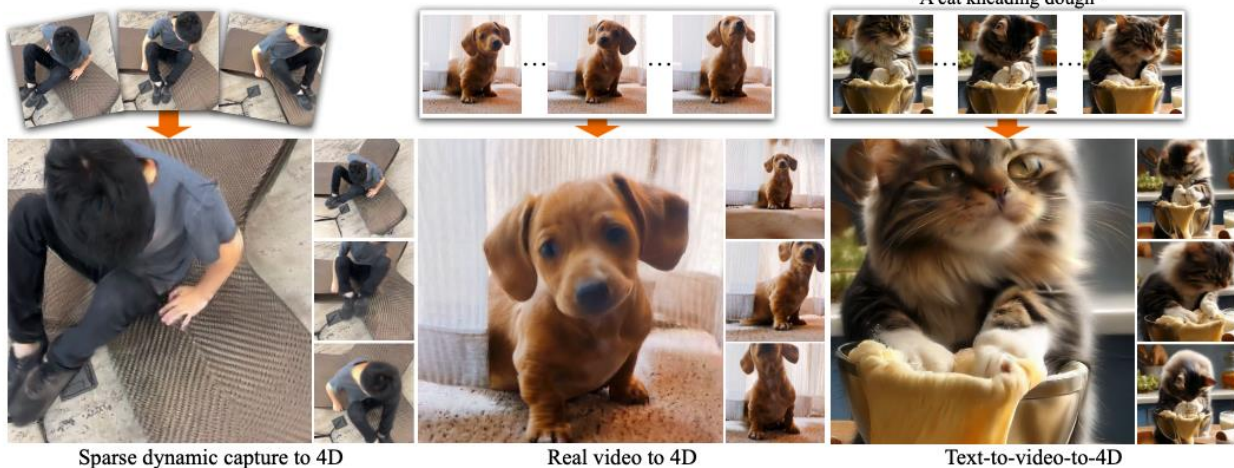 A cat kneading dough
Sparse dynamic capture to 4D
Real video to 4D
Text-to-video-to-4D